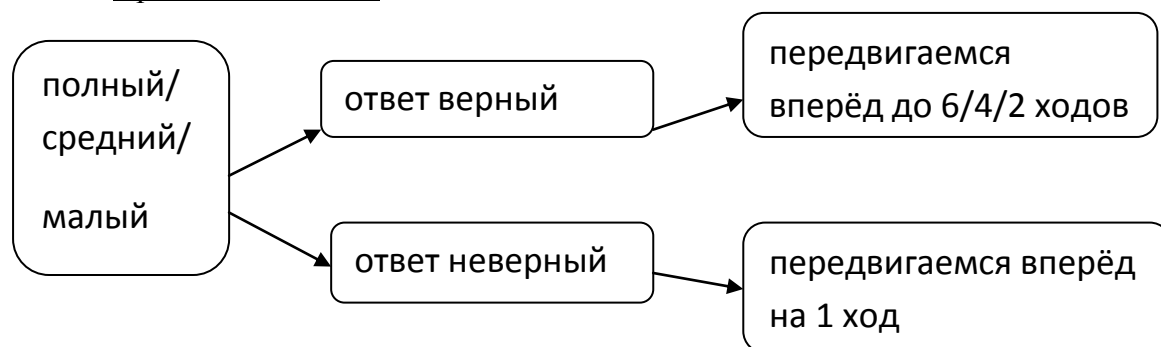 полный/
средний/
малый
ответ верный
передвигаемся
вперёд до 6/4/2 ходов
ответ неверный
передвигаемся вперёд
на 1 ход